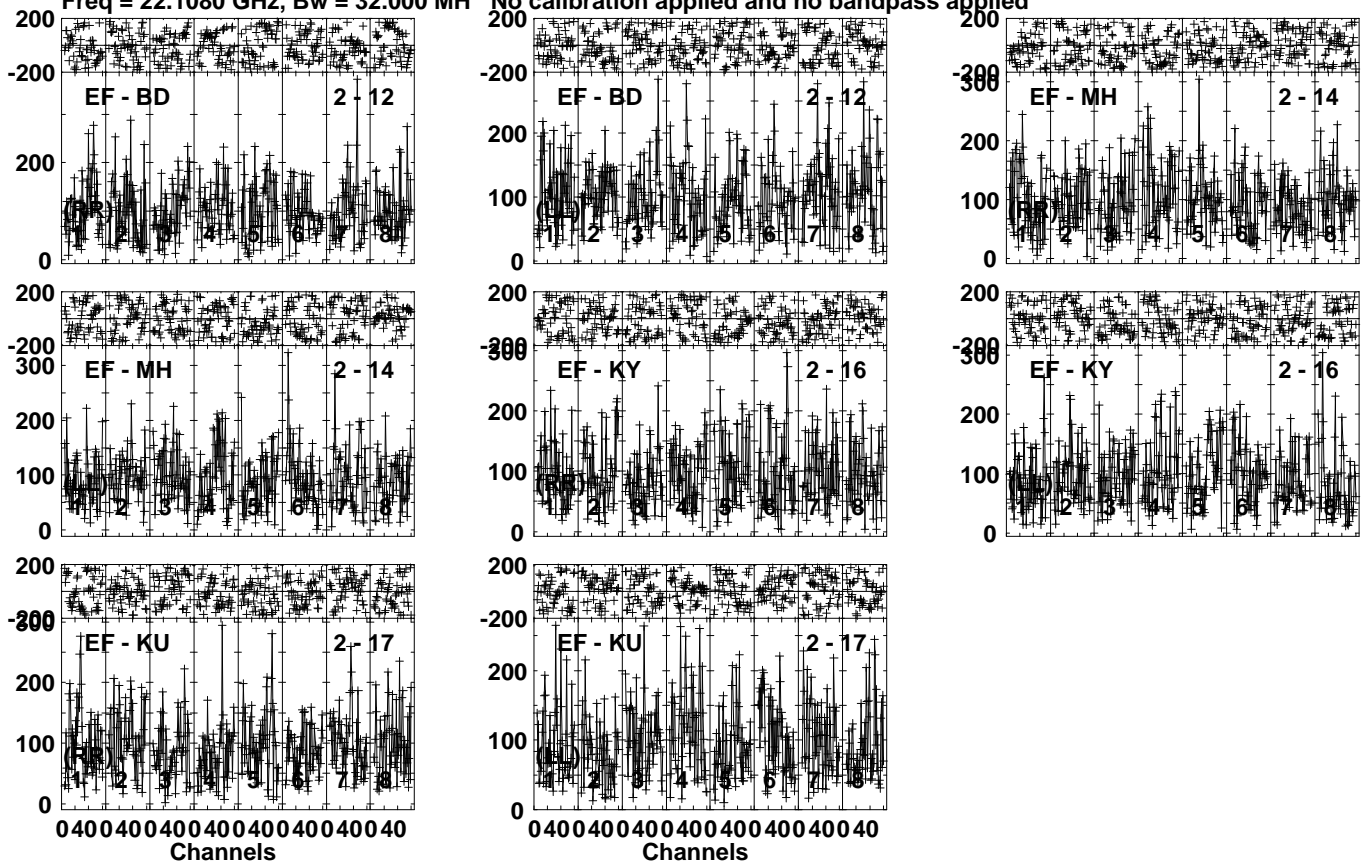 Freq = 22.1080 GHz, Bw = 32.000 MH No calibration applied and no bandpass applied
200 200 200
-200 -200 -200
300
EF - BD 2 - 12 EF - BD 2 - 12 EF - MH 2 - 14
200 200 200
100 100
(RR) (LL) (RR)
1 2 3 4 5 6 7 8 1 2 3 4 5 6 7 8 1 2 3 4 5 6 7 8
0 0 0
200 200 200
-200 -200 -200
300 300 300
EF - MH 2 - 14 EF - KY 2 - 16 EF - KY 2 - 16
200 200 200
100 100 100
(LL) (RR) (LL)
1 2 3 4 5 6 7 8 1 2 3 4 5 6 7 8 1 2 3 4 5 6 7 8
0 0 0
200 200
-200 -200
300
EF - KU 2 - 17 EF - KU 2 - 17
200 200
100 100
(RR) (LL)
1 2 3 4 5 6 7 8 1 2 3 4 5 6 7 8
0 0
0 40 0 40 0 40 0 40 0 40 0 40 0 40 0 40 0 40 0 40 0 40 0 40 0 40 0 40 0 40 0 40
Channels Channels